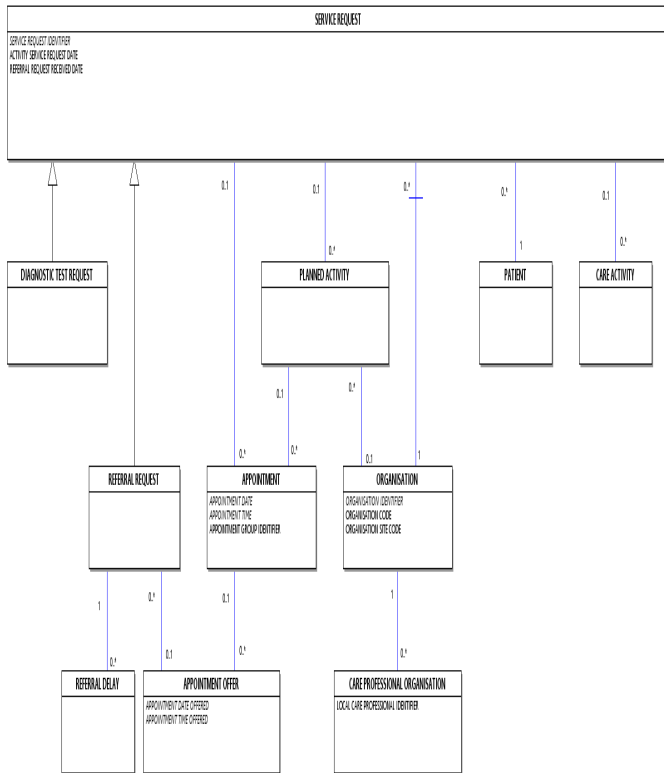 SERVICE REQUEST
SERVICE REQUEST IDENTIFIER
ACTIVITY SERVICE REQUEST DATE
REFERRAL REQUEST RECEIVED DATE
0..1
0..1
0..*
0..*
0..1
0..*
1
0..*
DIAGNOSTIC TEST REQUEST
PLANNED ACTIVITY
PATIENT
CARE ACTIVITY
0..1
0..*
0..*
0..*
0..1
1
REFERRAL REQUEST
APPOINTMENT
APPOINTMENT DATE
APPOINTMENT TIME
APPOINTMENT GROUP IDENTIFIER
ORGANISATION
ORGANISATION IDENTIFIER
ORGANISATION CODE
ORGANISATION SITE CODE
1
0..*
0..1
1
0..*
0..1
0..*
0..*
REFERRAL DELAY
APPOINTMENT OFFER
APPOINTMENT DATE OFFERED
APPOINTMENT TIME OFFERED
CARE PROFESSIONAL ORGANISATION
LOCAL CARE PROFESSIONAL IDENTIFIER